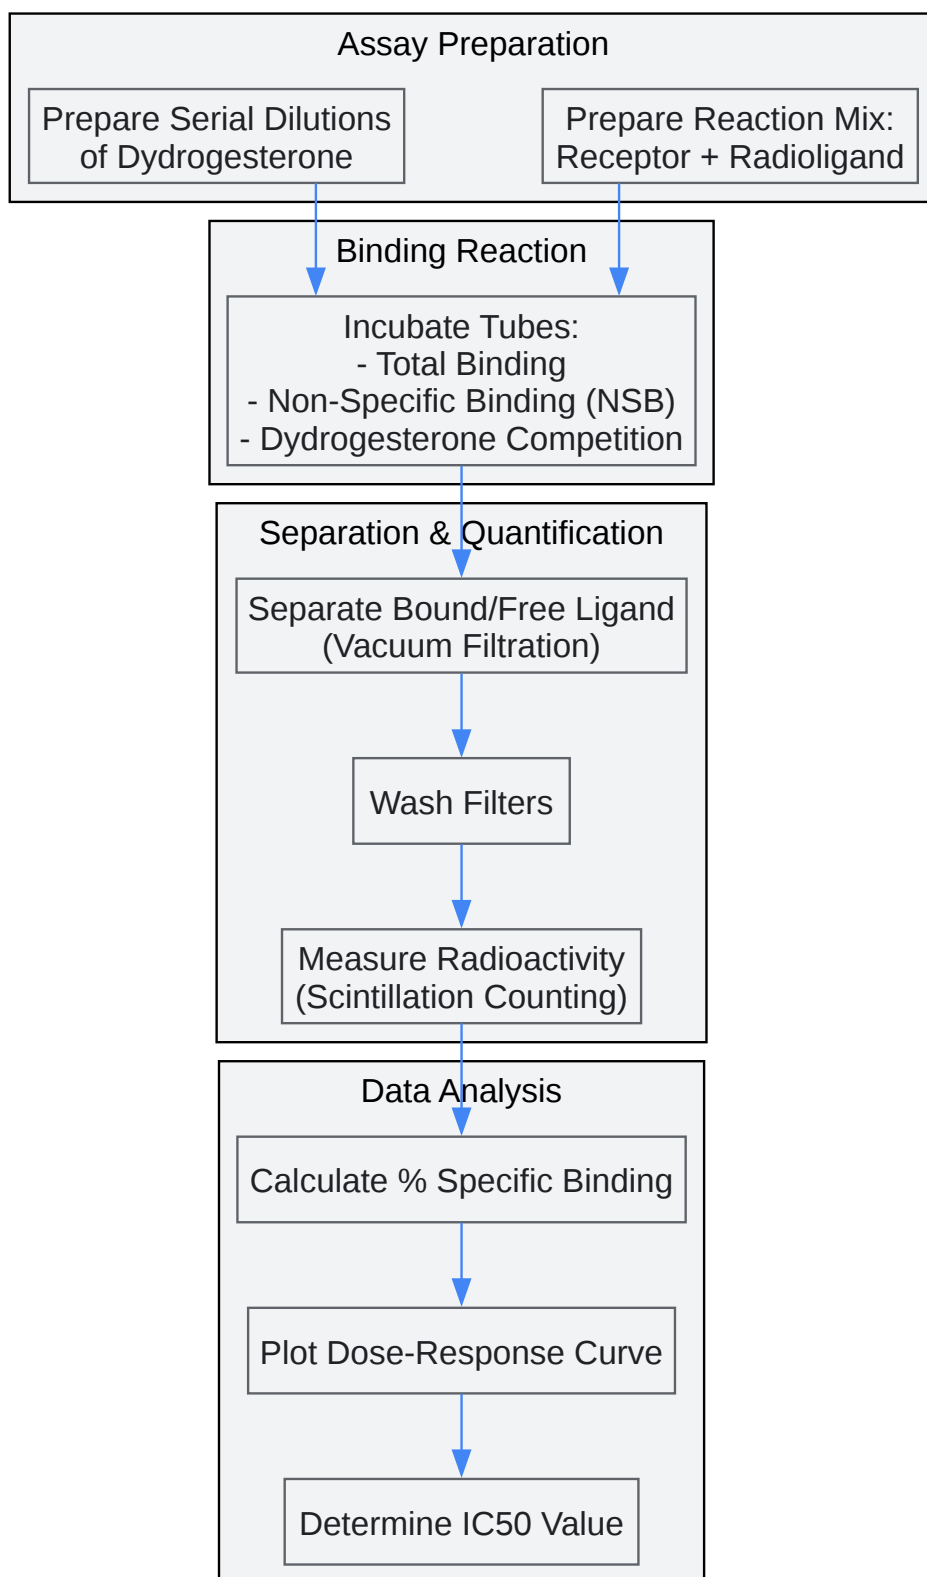 Assay Preparation
Prepare Serial Dilutions
of Dydrogesterone
Prepare Reaction Mix:
Receptor + Radioligand
Binding Reaction
Incubate Tubes:
- Total Binding
- Non-Specific Binding (NSB)
- Dydrogesterone Competition
Separation & Quantification
Separate Bound/Free Ligand
(Vacuum Filtration)
Wash Filters
Measure Radioactivity
(Scintillation Counting)
Data Analysis
Calculate % Specific Binding
Plot Dose-Response Curve
Determine IC50 Value